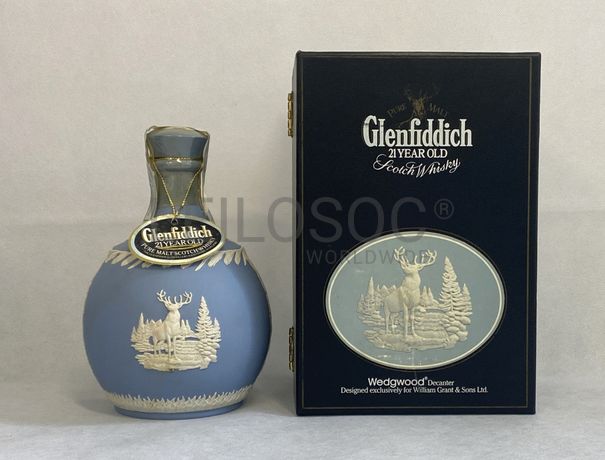 PURE MALT
Glenfiddich
21 YEAR OLD
Scotch Whisky
Glenfiddich
21 YEAR OLD
PURE MALT SCOTCH WHISKY
FILOSOC®
WORLDWIDE
Wedgwood® Decanter
Designed exclusively for William Grant & Sons Ltd.